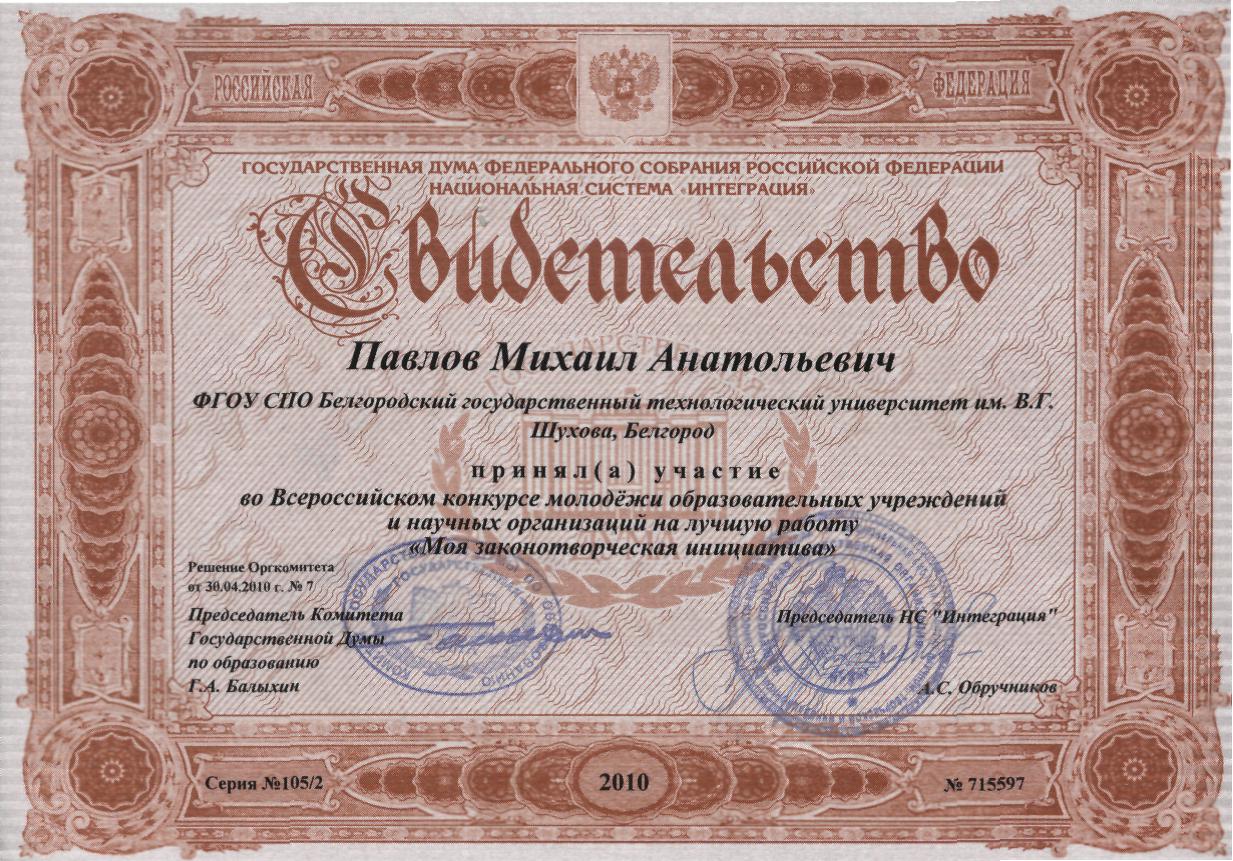 РОССИЙСКАЯ ФЕДЕРАЦИЯ
ГОСУДАРСТВЕННАЯ ДУМА ФЕДЕРАЛЬНОГО СОБРАНИЯ РОССИЙСКОЙ ФЕДЕРАЦИИ
НАЦИОНАЛЬНАЯ СИСТЕМА «ИНТЕГРАЦИЯ»
Свидетельство
Павлов Михаил Анатольевич
ФГОУ СПО Белгородский государственный технологический университет им. В.Г.
Шухова, Белгород
принял(а) участие
во Всероссийском конкурсе молодёжи образовательных учреждений
и научных организаций на лучшую работу
«Моя законотворческая инициатива»
Решение Оргкомитета
от 30.04.2010 г. № 7
Председатель Комитета
Государственной Думы
по образованию
Г.А. Балыхин
Председатель НС "Интеграция"
А.С. Обручников
Серия №105/2
2010
№ 715597